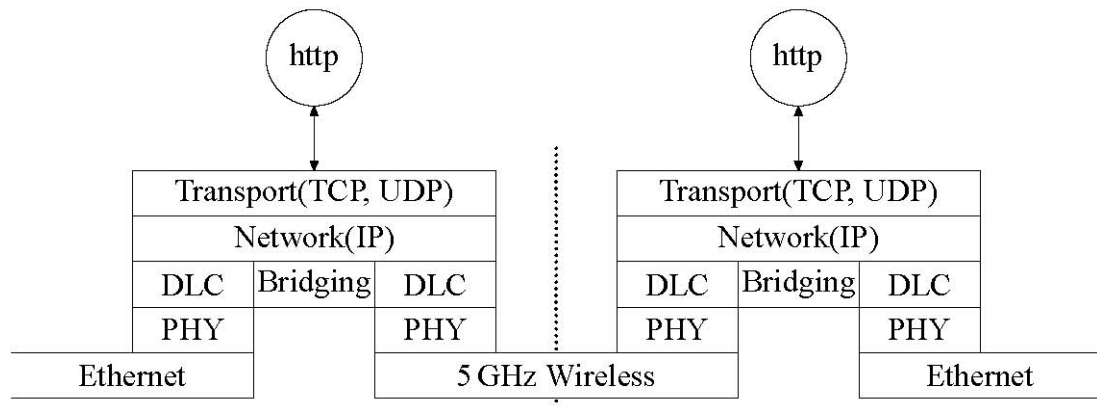 http
http
Transport(TCP, UDP)
Transport(TCP, UDP)
Network(IP)
Network(IP)
DLC Bridging DLC
DLC Bridging DLC
PHY PHY
PHY PHY
Ethernet
5 GHz Wireless
Ethernet